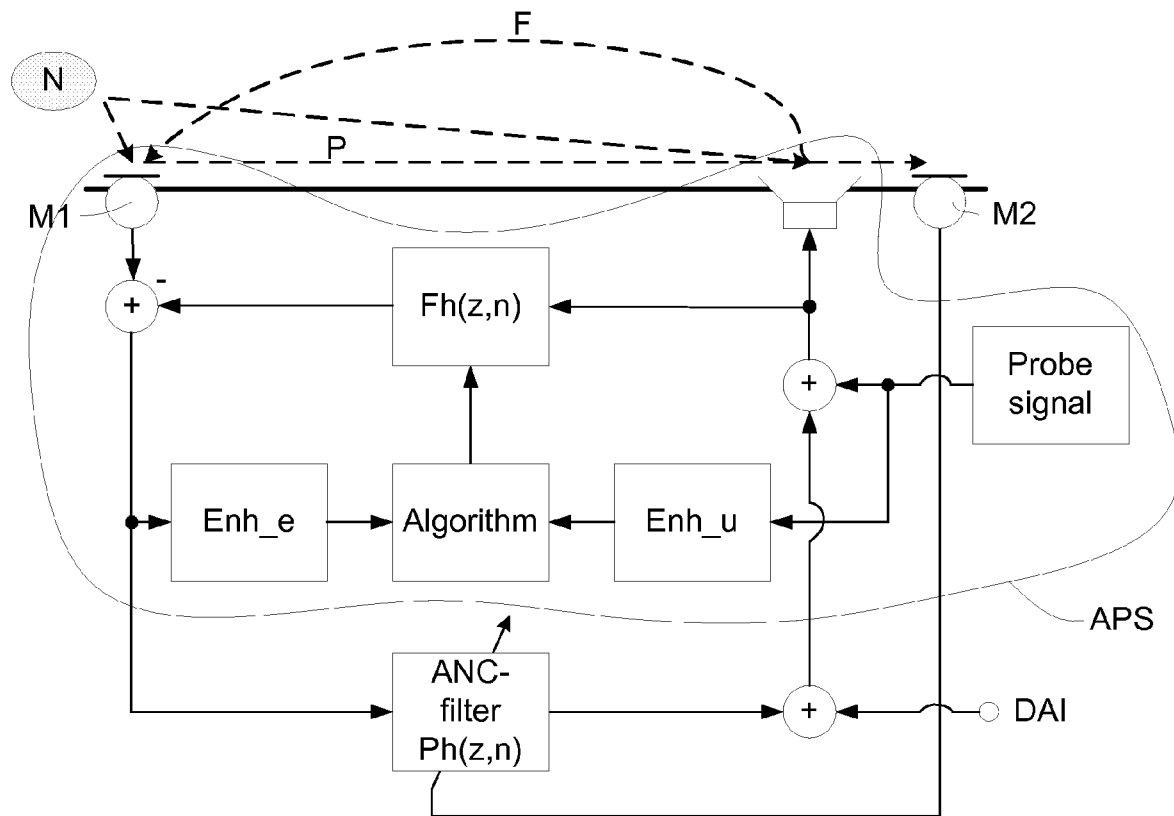 F
N
P
M1
M2
-
+
Fh(z,n)
+
Probe
signal
Enh_e
Algorithm
Enh_u
APS
ANC-
filter
Ph(z,n)
+
DAI